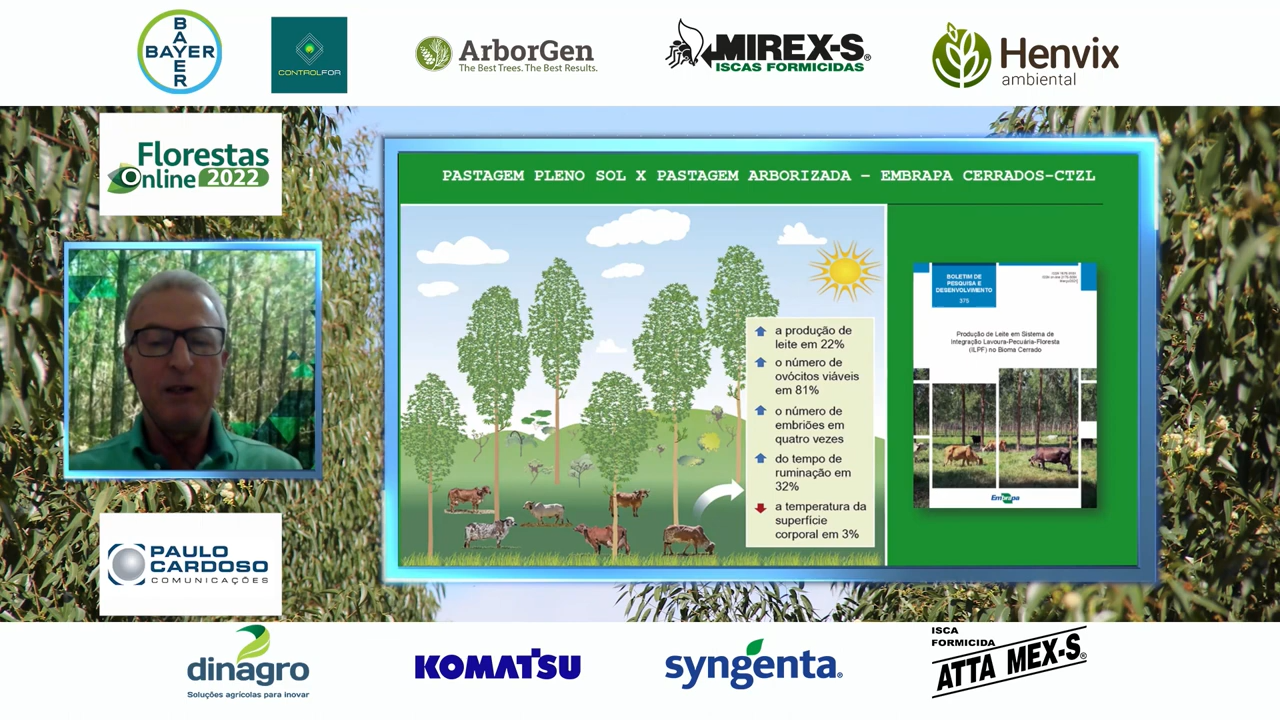 BAYER
BAYER
CONTROLFOR
ArborGen
The Best Trees. The Best Results.
MIREX-S®
ISCAS FORMICIDAS
Henvix
ambiental
Florestas
Online 2022
PASTAGEM PLENO SOL X PASTAGEM ARBORIZADA – EMBRAPA CERRADOS-CTZL
a produção de
leite em 22%
o número de
ovócitos viáveis
em 81%
o número de
embriões em
quatro vezes
do tempo de
ruminação em
32%
a temperatura da
superfície
corporal em 3%
BOLETIM DE
PESQUISA E
DESENVOLVIMENTO
375
Produção de Leite em Sistema de
Integração Lavoura-Pecuária-Floresta
(ILPF) no Bioma Cerrado
Embrapa
PAULO
CARDOSO
COMUNICAÇÕES
dinagro
Soluções agrícolas para inovar
KOMATSU
syngenta®
ISCA
FORMICIDA
ATTA MEX-S®